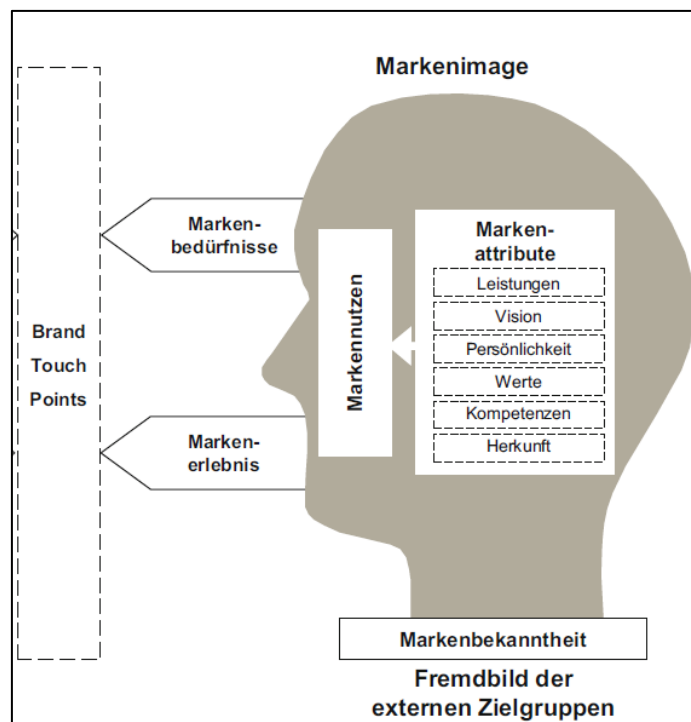 Markenimage
Marken-
bedürfnisse
Brand
Touch
Points
Marken-
erlebnis
Markennutzen
Marken-
attribute
Leistungen
Vision
Persönlichkeit
Werte
Kompetenzen
Herkunft
Markenbekanntheit
Fremdbild der
externen Zielgruppen